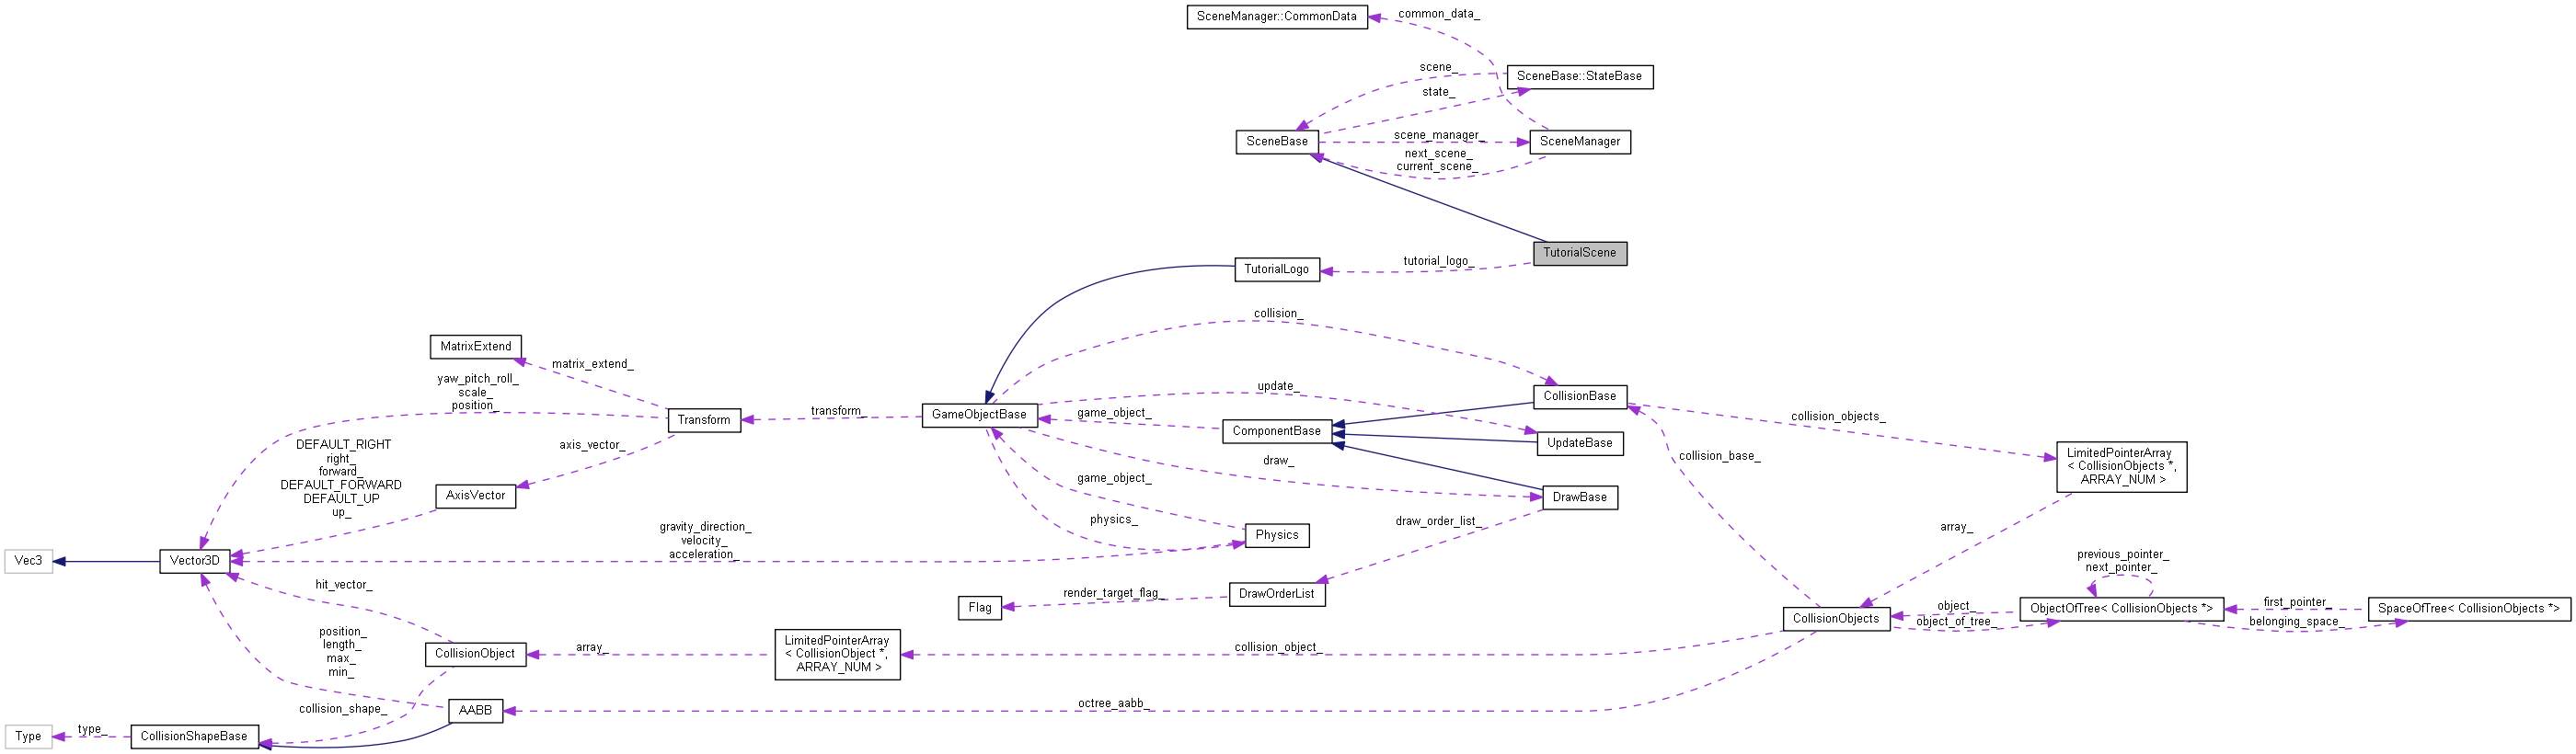 SceneManager::CommonData
common_data_
scene_
SceneBase::StateBase
state_
SceneBase
scene_manager_
SceneManager
next_scene_
current_scene_
TutorialScene
tutorial_logo_
TutorialLogo
collision_
MatrixExtend
matrix_extend_
yaw_pitch_roll_
scale_
position_
update_
CollisionBase
GameObjectBase
transform_
Transform
game_object_
collision_objects_
ComponentBase
UpdateBase
DEFAULT_RIGHT
right_
forward_
DEFAULT_FORWARD
DEFAULT_UP
up_
axis_vector_
AxisVector
draw_
collision_base_
LimitedPointerArray
< CollisionObjects *,
ARRAY_NUM >
game_object_
DrawBase
physics_
draw_order_list_
array_
gravity_direction_
velocity_
acceleration_
Physics
Vec3
Vector3D
previous_pointer_
next_pointer_
hit_vector_
render_target_flag_
DrawOrderList
Flag
CollisionObjects
object_
object_of_tree_
ObjectOfTree< CollisionObjects *>
first_pointer_
belonging_space_
SpaceOfTree< CollisionObjects *>
position_
length_
max_
min_
CollisionObject
array_
LimitedPointerArray
< CollisionObject *,
ARRAY_NUM >
collision_object_
collision_shape_
AABB
octree_aabb_
Type
type_
CollisionShapeBase